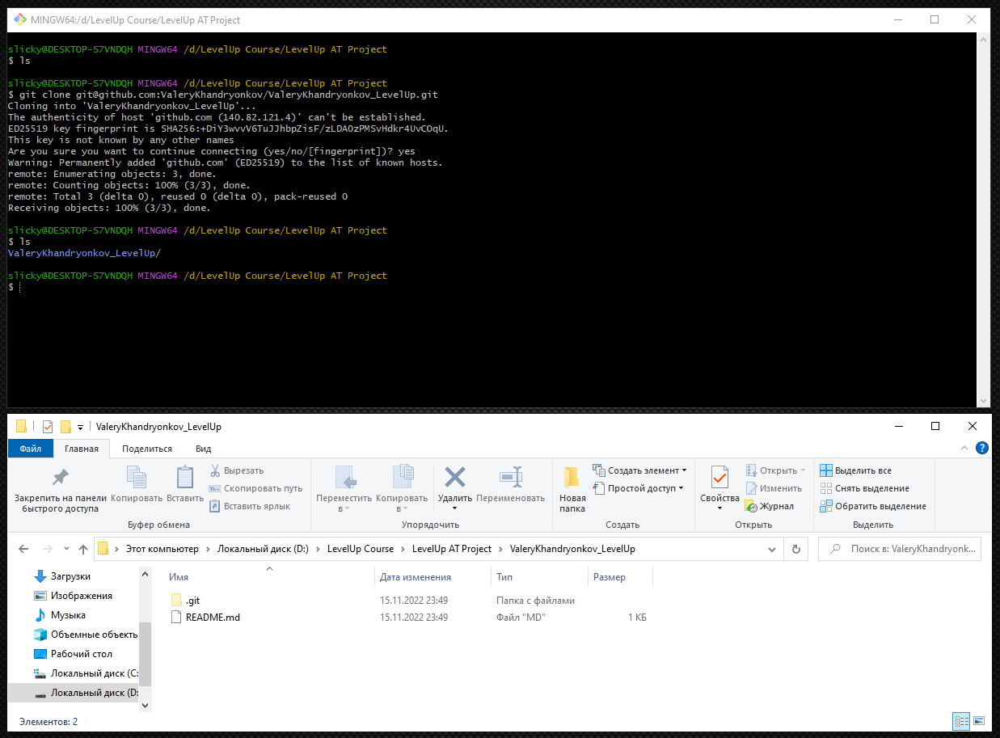 MINGW64:/d/LevelUp Course/LevelUp AT Project
slicky@DESKTOP-S7VNDQH MINGW64 /d/LevelUp Course/LevelUp AT Project
$ ls
slicky@DESKTOP-S7VNDQH MINGW64 /d/LevelUp Course/LevelUp AT Project
$ git clone git@github.com:ValeryKhandryonkov/ValeryKhandryonkov_LevelUp.git
Cloning into 'ValeryKhandryonkov_LevelUp'...
The authenticity of host 'github.com (140.82.121.4)' can't be established.
ED25519 key fingerprint is SHA256:+DiY3wvvV6TuJJhbpZisF/zLDA0zPMSvHdkr4UvCOqU.
This key is not known by any other names
Are you sure you want to continue connecting (yes/no/[fingerprint])? yes
Warning: Permanently added 'github.com' (ED25519) to the list of known hosts.
remote: Enumerating objects: 3, done.
remote: Counting objects: 100% (3/3), done.
remote: Total 3 (delta 0), reused 0 (delta 0), pack-reused 0
Receiving objects: 100% (3/3), done.
slicky@DESKTOP-S7VNDQH MINGW64 /d/LevelUp Course/LevelUp AT Project
$ ls
ValeryKhandryonkov_LevelUp/
slicky@DESKTOP-S7VNDQH MINGW64 /d/LevelUp Course/LevelUp AT Project
$
ValeryKhandryonkov_LevelUp
Файл Главная Поделиться Вид
Закрепить на панели быстрого доступа
Копировать
Вставить
Вырезать
Скопировать путь
Вставить ярлык
Буфер обмена
Переместить в
Копировать в
Удалить
Переименовать
Упорядочить
Новая папка
Создать элемент
Простой доступ
Создать
Свойства
Открыть
Изменить
Журнал
Открыть
Выделить все
Снять выделение
Обратить выделение
Выделить
Этот компьютер > Локальный диск (D:) > LevelUp Course > LevelUp AT Project > ValeryKhandryonkov_LevelUp
Поиск в: ValeryKhandryonk...
Загрузки
Изображения
Музыка
Объемные объекть
Рабочий стол
Локальный диск (C:
Локальный диск (D:
Имя Дата изменения Тип Размер
.git 15.11.2022 23:49 Папка с файлами
README.md 15.11.2022 23:49 Файл "MD" 1 КБ
Элементов: 2